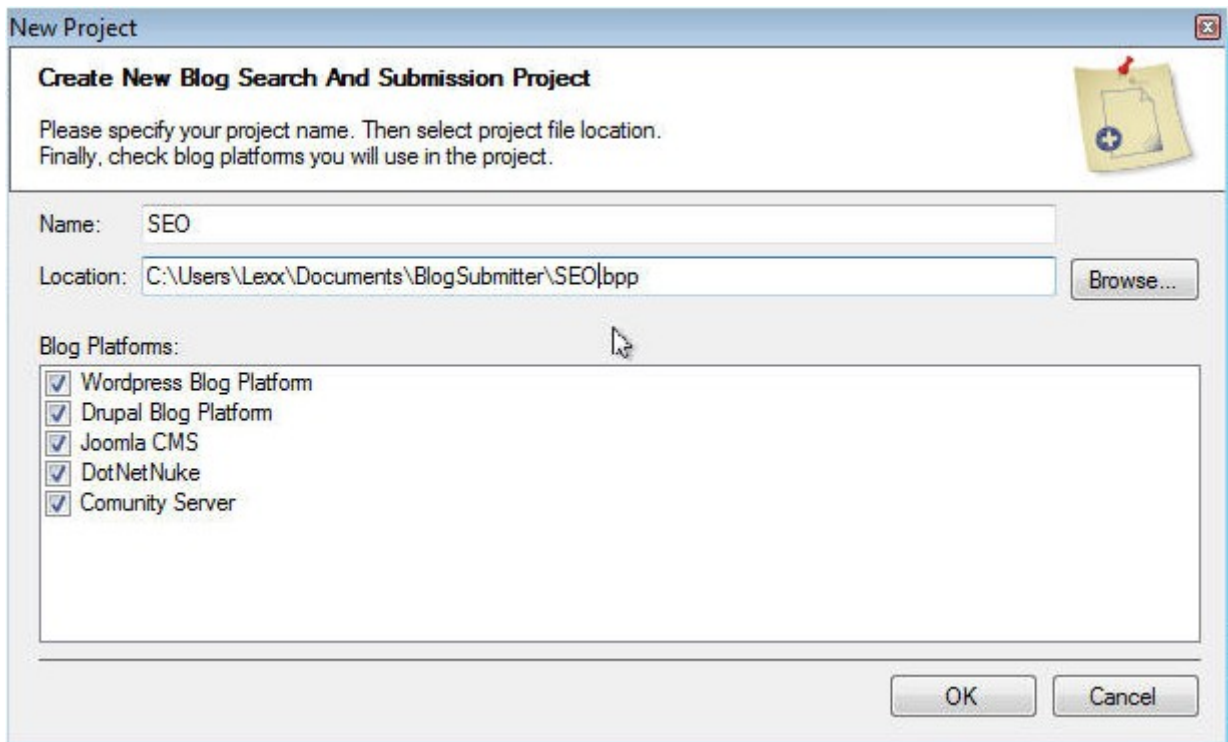 New Project
Create New Blog Search And Submission Project
Please specify your project name. Then select project file location.
Finally, check blog platforms you will use in the project.
Name: SEO
Location: C:\Users\Lexx\Documents\BlogSubmitter\SEO.bpp Browse...
Blog Platforms:
Wordpress Blog Platform
Drupal Blog Platform
Joomla CMS
DotNetNuke
Comunity Server
OK Cancel